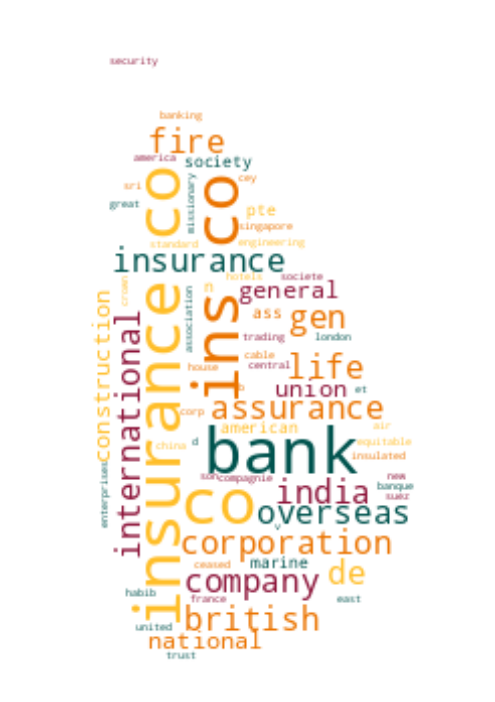 security
banking
fire
america
society
sri
cey
great
missionary
pte
singapore
standard
engineering
insurance
insurance co
ins co
hotels
societe
crown
n
general
construction
international
association
ass
gen
trading
london
cable
central
house
life
b
union
et
corp
assurance
american
air
china
d
bank
equitable
insulated
son
compagnie
new
banque
suez
enterprises
co
india
overseas
v
corporation
ceased
marine
company
de
habib
france
east
british
united
national
trust